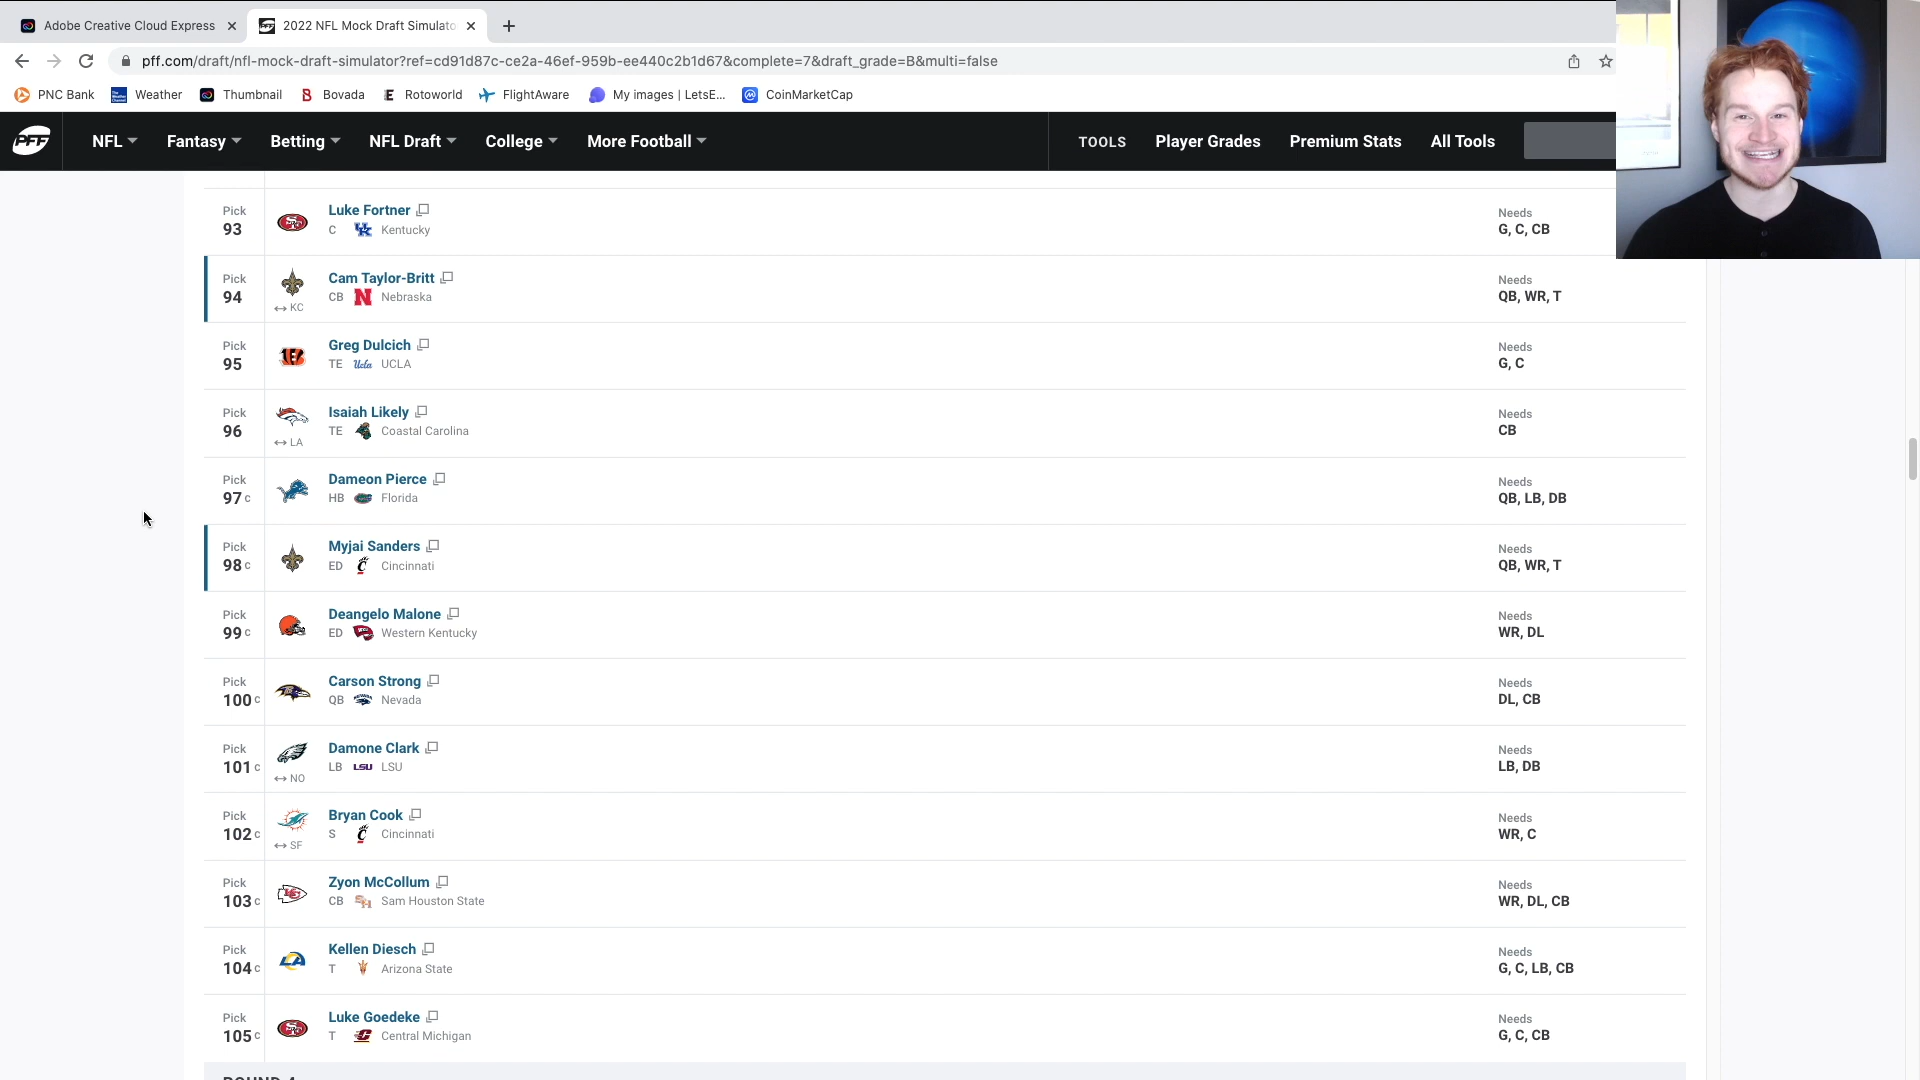 Adobe Creative Cloud Express
2022 NFL Mock Draft Simulato
pff.com/draft/nfl-mock-draft-simulator?ref=cd91d87c-ce2a-46ef-959b-ee440c2b1d67&complete=7&draft_grade=B&multi=false
PNC Bank Weather Thumbnail Bovada Rotoworld FlightAware My images | LetsE... CoinMarketCap
PFF NFL Fantasy Betting NFL Draft College More Football TOOLS Player Grades Premium Stats All Tools
Pick Luke Fortner Needs
93 C Kentucky G, C, CB
Pick Cam Taylor-Britt Needs
94 CB Nebraska QB, WR, T
↔ KC
Pick Greg Dulcich Needs
95 TE UCLA G, C
Pick Isaiah Likely Needs
96 TE Coastal Carolina CB
↔ LA
Pick Dameon Pierce Needs
97 C HB Florida QB, LB, DB
Pick Myjai Sanders Needs
98 C ED Cincinnati QB, WR, T
Pick Deangelo Malone Needs
99 C ED Western Kentucky WR, DL
Pick Carson Strong Needs
100 C QB Nevada DL, CB
Pick Damone Clark Needs
101 C LB LSU LSU LB, DB
↔ NO
Pick Bryan Cook Needs
102 C S Cincinnati WR, C
↔ SF
Pick Zyon McCollum Needs
103 C CB Sam Houston State WR, DL, CB
Pick Kellen Diesch Needs
104 C T Arizona State G, C, LB, CB
Pick Luke Goedeke Needs
105 C T Central Michigan G, C, CB
ROUND 4